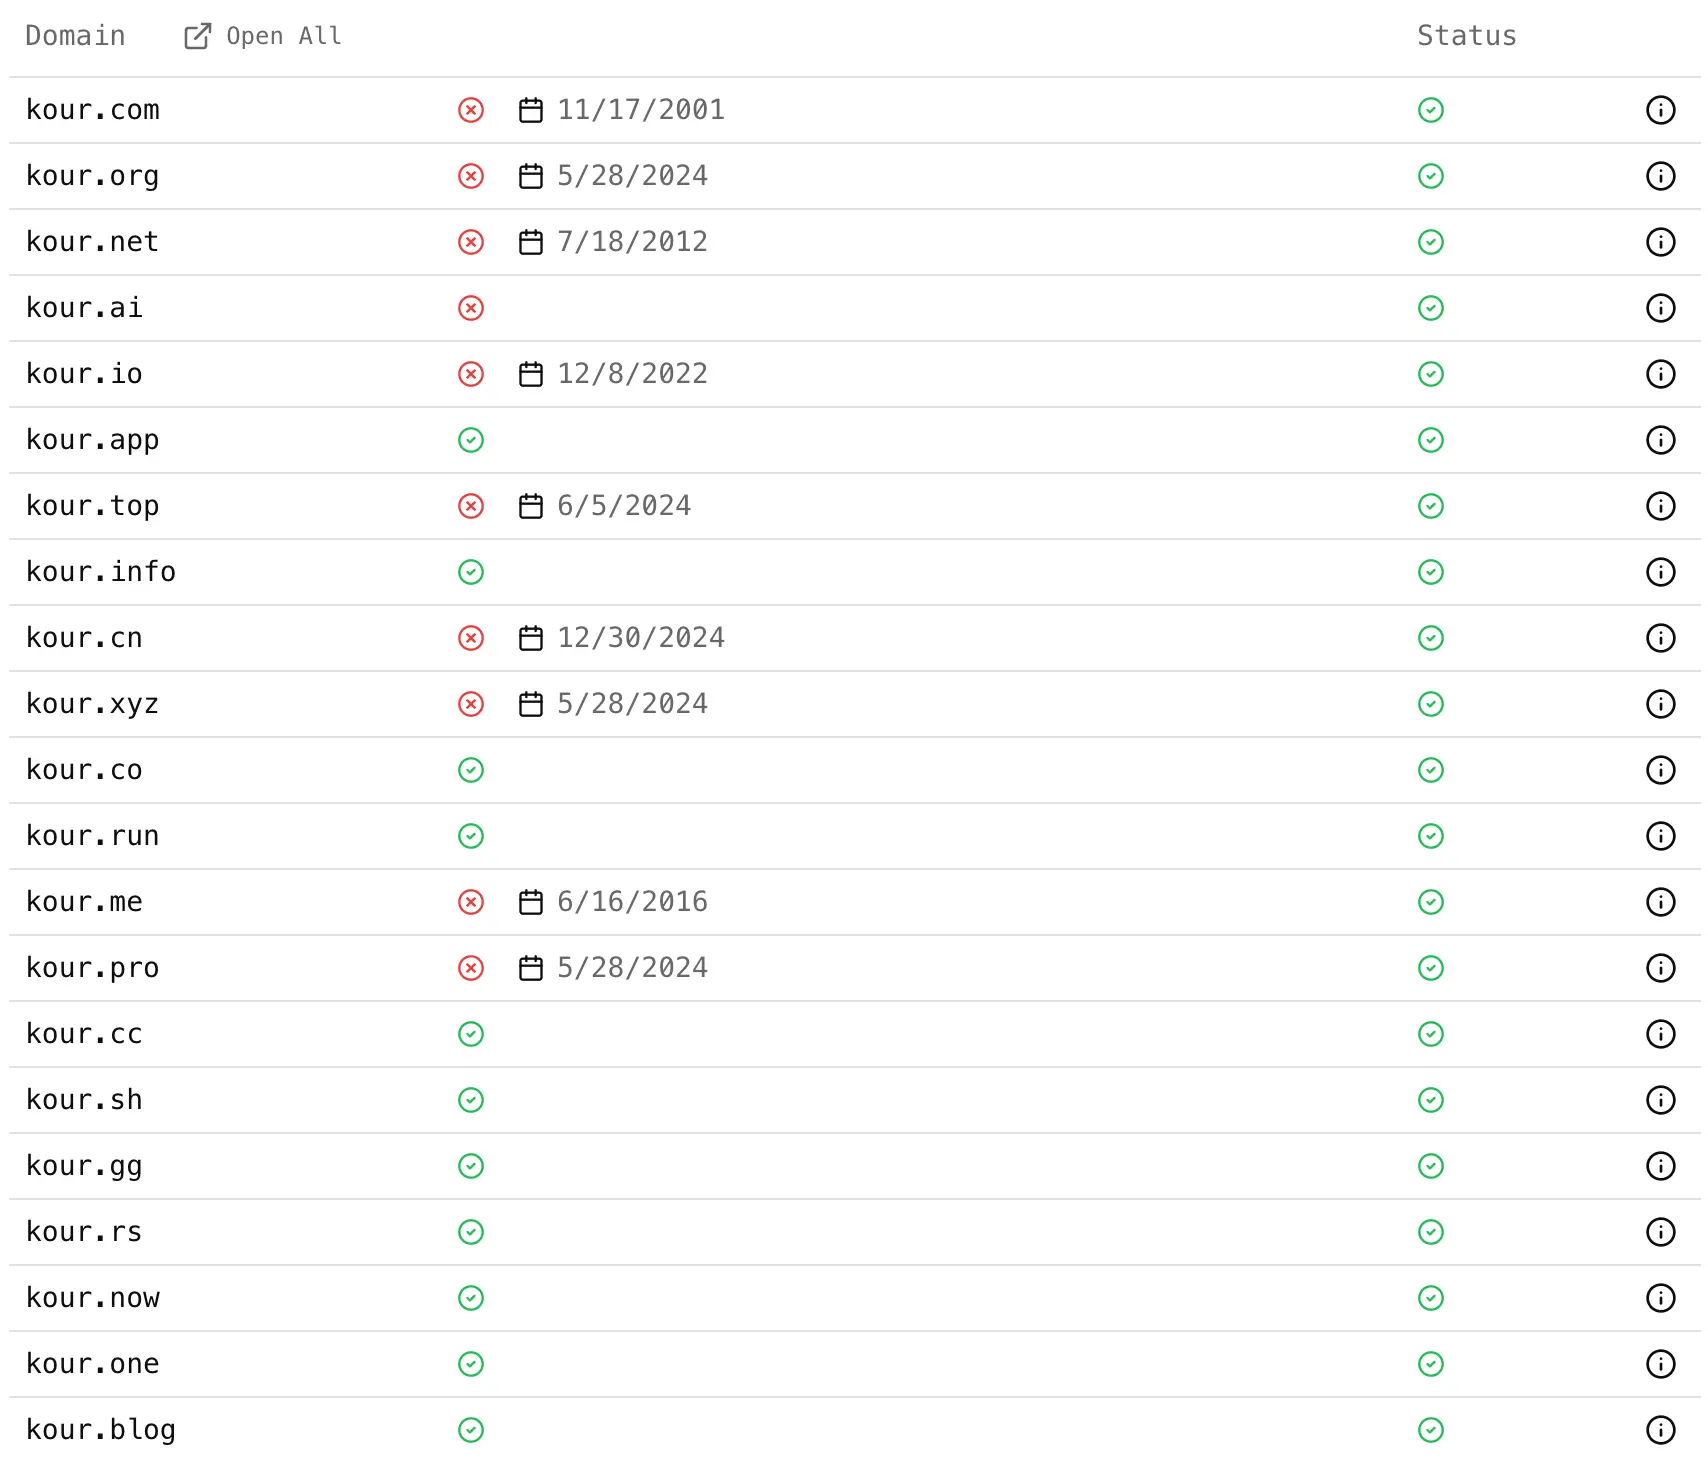 Domain Open All Status
kour.com 11/17/2001
kour.org 5/28/2024
kour.net 7/18/2012
kour.ai
kour.io 12/8/2022
kour.app
kour.top 6/5/2024
kour.info
kour.cn 12/30/2024
kour.xyz 5/28/2024
kour.co
kour.run
kour.me 6/16/2016
kour.pro 5/28/2024
kour.cc
kour.sh
kour.gg
kour.rs
kour.now
kour.one
kour.blog